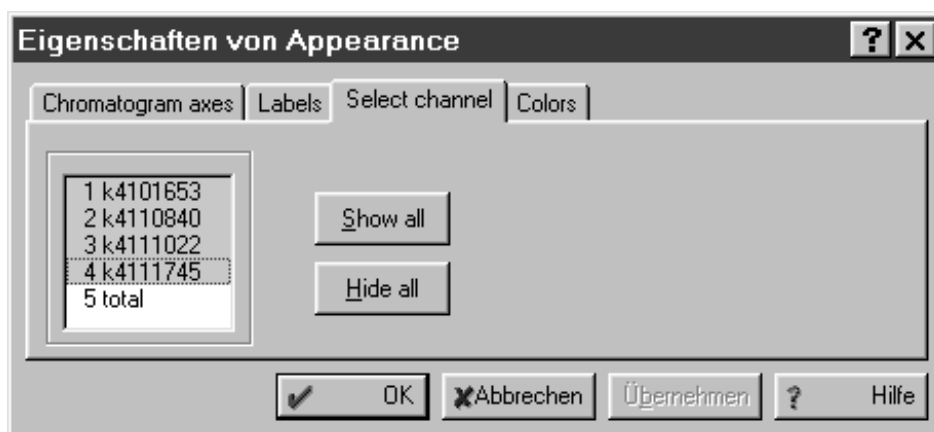 Eigenschaften von Appearance
Chromatogram axes Labels Select channel Colors
1 k4101653
2 k4110840
3 k4111022
4 k4111745
5 total
Show all
Hide all
OK Abbrechen Übernehmen Hilfe